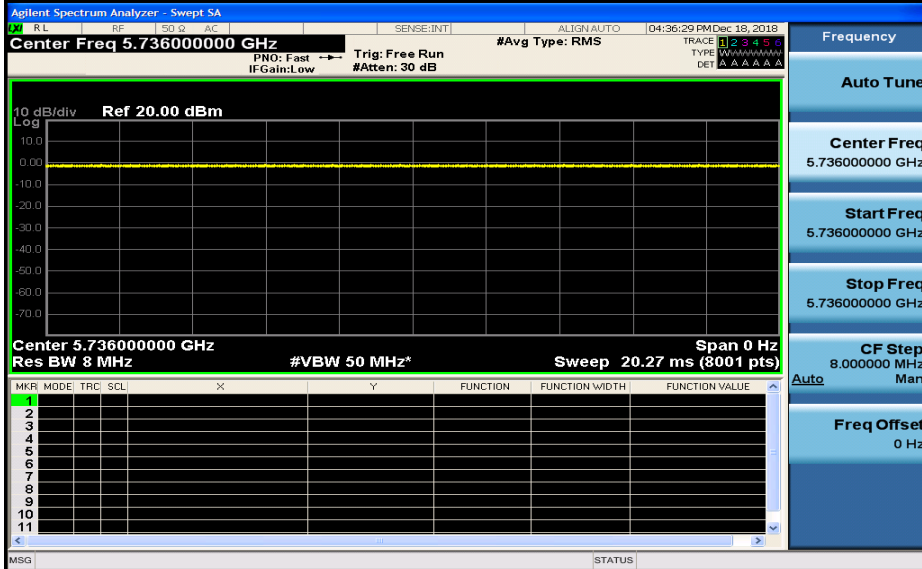 Agilent Spectrum Analyzer - Swept SA
LXI RL RF 50 Ω AC SENSE:INT ALIGN AUTO 04:36:29 PM Dec 18, 2018
Center Freq 5.736000000 GHz
PNO: Fast
IFGain:Low
Trig: Free Run
#Atten: 30 dB
#Avg Type: RMS
TRACE 1 2 3 4 5 6
TYPE WWWWWW
DET A A A A A A
10 dB/div Ref 20.00 dBm
Log
10.0
0.00
-10.0
-20.0
-30.0
-40.0
-50.0
-60.0
-70.0
Center 5.736000000 GHz Span 0 Hz
Res BW 8 MHz #VBW 50 MHz* Sweep 20.27 ms (8001 pts)
MKR MODE TRC SCL X Y FUNCTION FUNCTION WIDTH FUNCTION VALUE
1
2
3
4
5
6
7
8
9
10
11
MSG STATUS
Frequency
Auto Tune
Center Freq
5.736000000 GHz
Start Freq
5.736000000 GHz
Stop Freq
5.736000000 GHz
CF Step
8.000000 MHz
Auto Man
Freq Offset
0 Hz